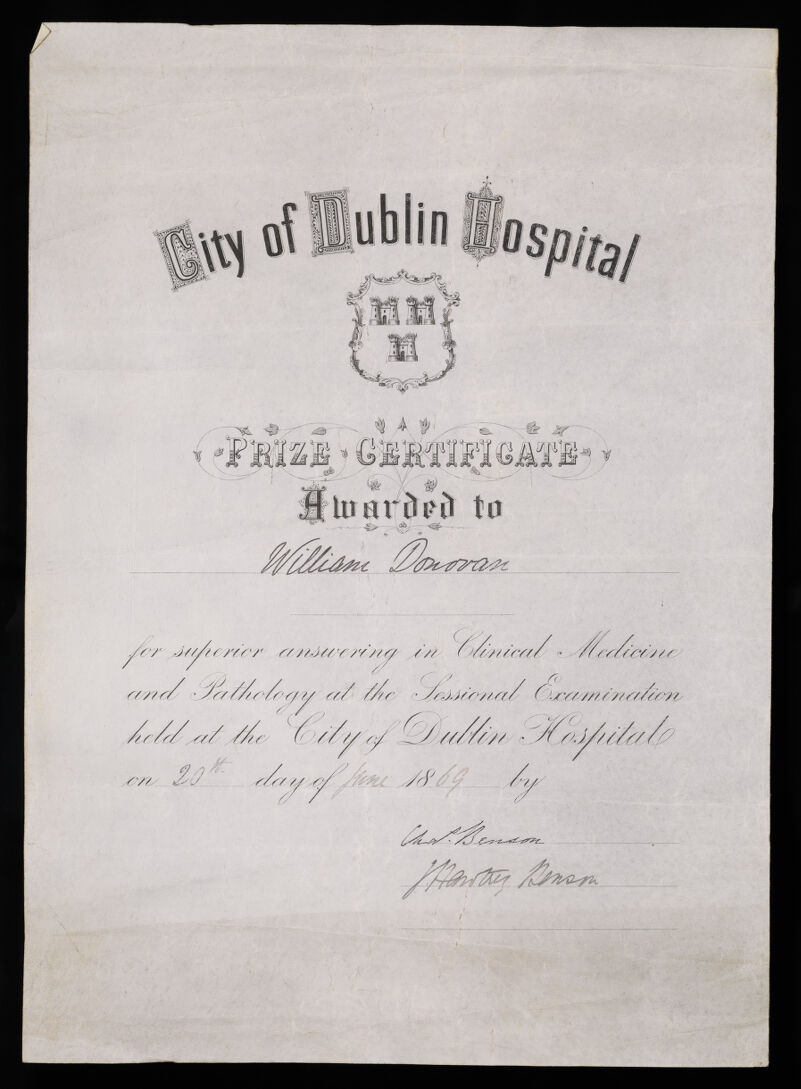 City of Dublin Hospital
PRIZE CERTIFICATE
Awarded to
William Donovan
for superior answering in Clinical Medicine
and Pathology at the Sessional Examination
held at the City of Dublin Hospital
on 20th day of June 1869 by
Chas. Benson
J Hawtrey Benson